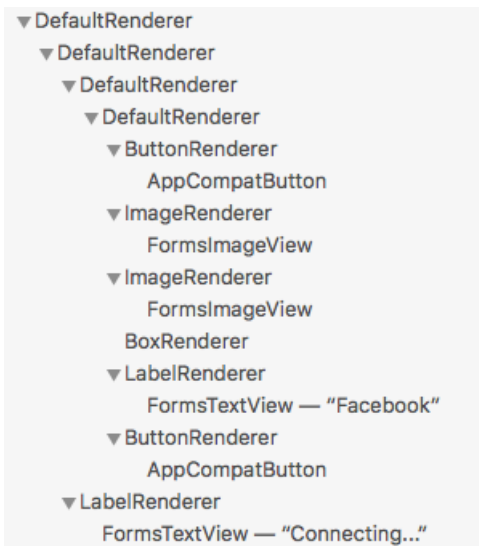 DefaultRenderer
DefaultRenderer
DefaultRenderer
DefaultRenderer
ButtonRenderer
AppCompatButton
ImageRenderer
FormsImageView
ImageRenderer
FormsImageView
BoxRenderer
LabelRenderer
FormsTextView — “Facebook”
ButtonRenderer
AppCompatButton
LabelRenderer
FormsTextView — “Connecting...”